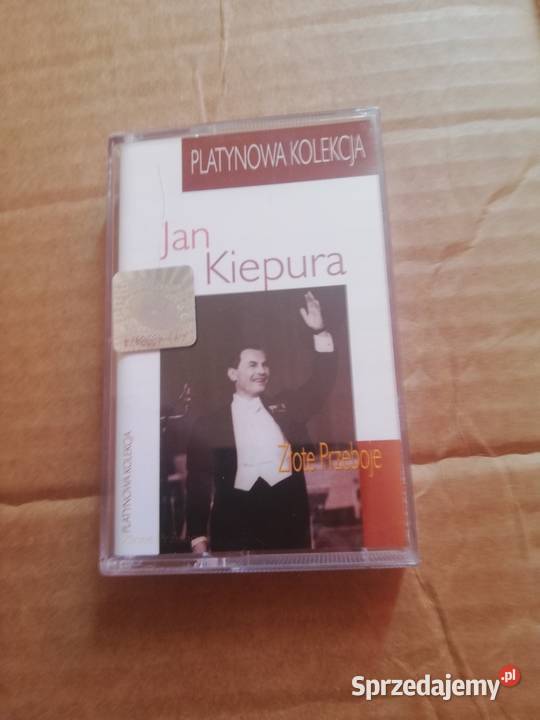 PLATYNOWA KOLEKCJA
Jan
Kiepura
Złote Przeboje
PLATYNOWA KOLEKCJA
Sprzedajemy.pl